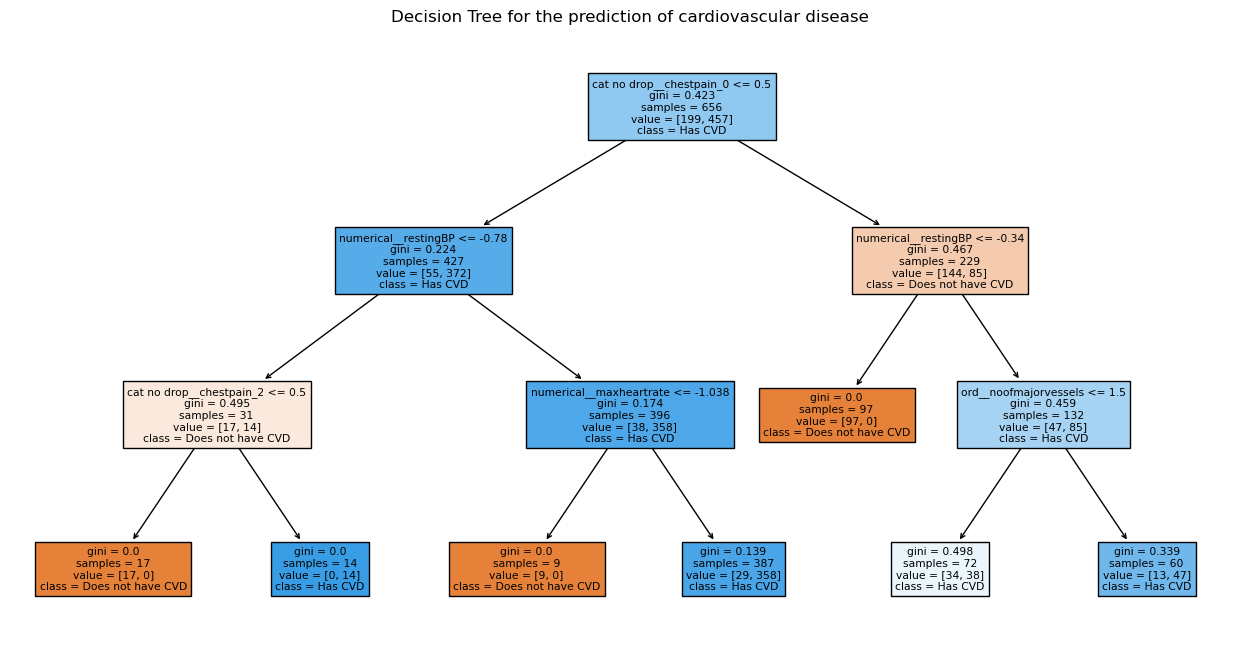 Decision Tree for the prediction of cardiovascular disease
cat no drop__chestpain_0 <= 0.5
gini = 0.423
samples = 656
value = [199, 457]
class = Has CVD
numerical__restingBP <= -0.78
gini = 0.224
samples = 427
value = [55, 372]
class = Has CVD
numerical__restingBP <= -0.34
gini = 0.467
samples = 229
value = [144, 85]
class = Does not have CVD
cat no drop__chestpain_2 <= 0.5
gini = 0.495
samples = 31
value = [17, 14]
class = Does not have CVD
numerical__maxheartrate <= -1.038
gini = 0.174
samples = 396
value = [38, 358]
class = Has CVD
gini = 0.0
samples = 97
value = [97, 0]
class = Does not have CVD
ord__noofmajorvessels <= 1.5
gini = 0.459
samples = 132
value = [47, 85]
class = Has CVD
gini = 0.0
samples = 17
value = [17, 0]
class = Does not have CVD
gini = 0.0
samples = 14
value = [0, 14]
class = Has CVD
gini = 0.0
samples = 9
value = [9, 0]
class = Does not have CVD
gini = 0.139
samples = 387
value = [29, 358]
class = Has CVD
gini = 0.498
samples = 72
value = [34, 38]
class = Has CVD
gini = 0.339
samples = 60
value = [13, 47]
class = Has CVD